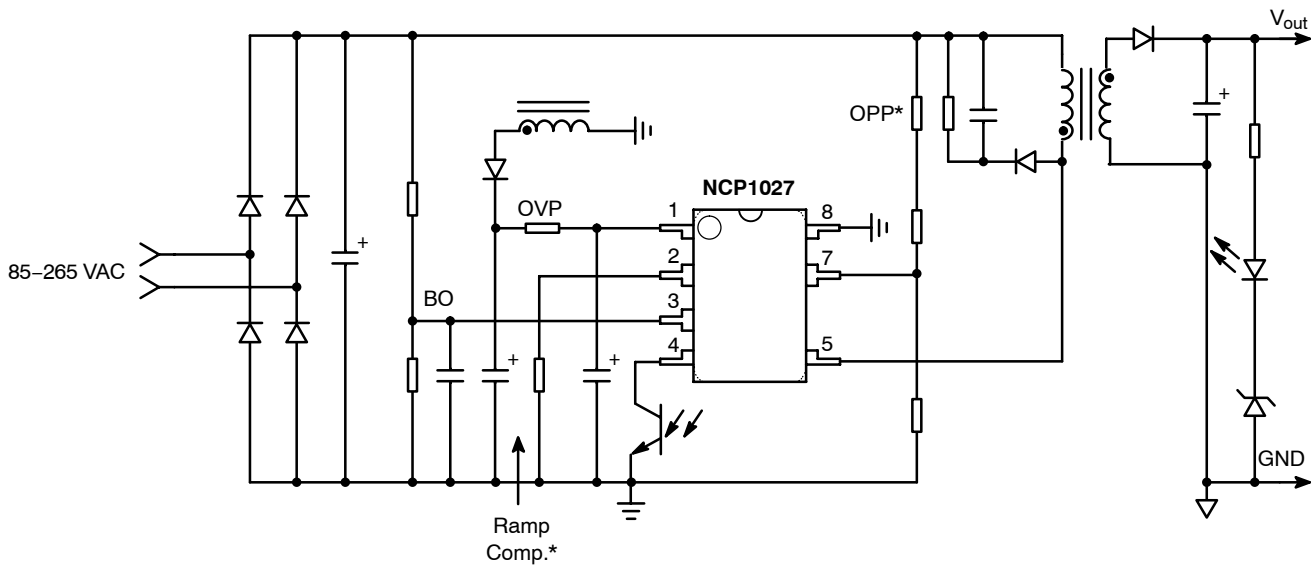 V_out
OPP*
NCP1027
OVP
1
8
2
7
85–265 VAC
BO
3
4
5
+
+
+
+
GND
Ramp
Comp.*